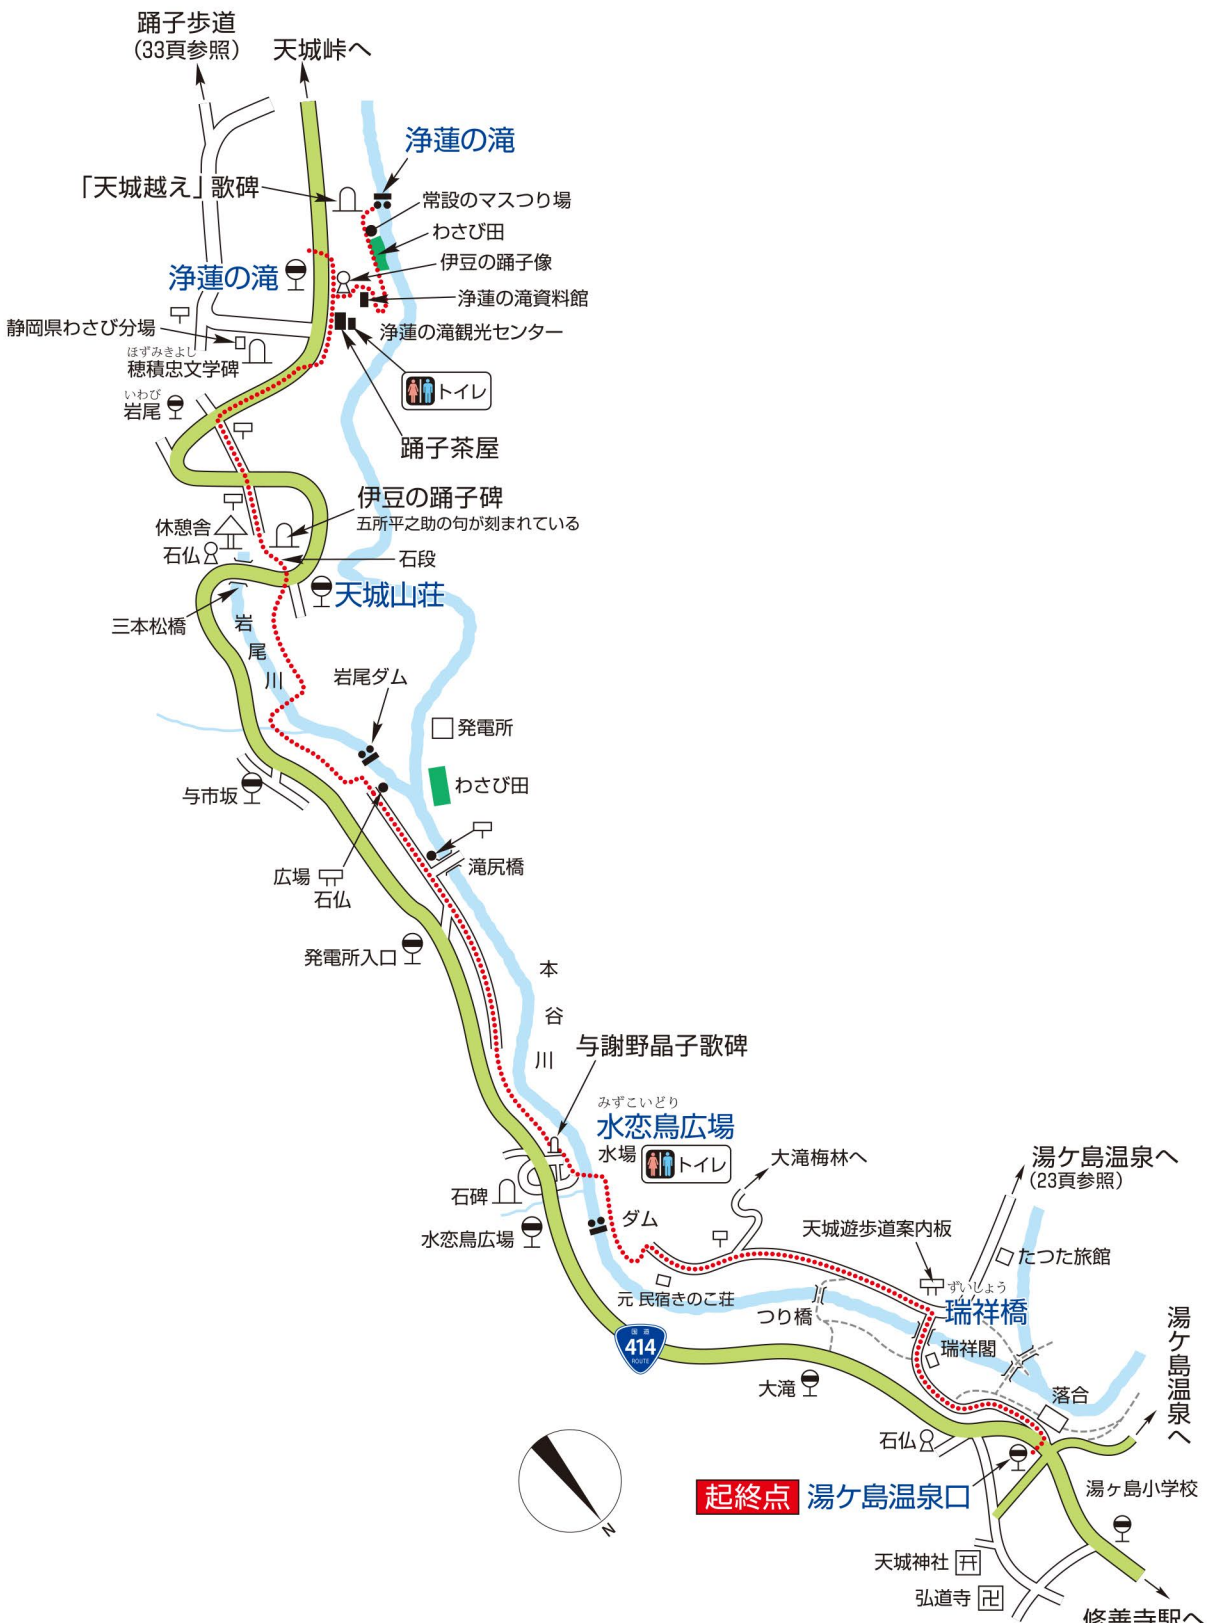 踊子歩道
(33頁参照)
天城峠へ
浄蓮の滝
「天城越え」歌碑
常設のマスつり場
わさび田
伊豆の踊子像
浄蓮の滝
浄蓮の滝資料館
静岡県わさび分場
浄蓮の滝観光センター
ほずみきよし
穂積忠文学碑
トイレ
いわび
岩尾
踊子茶屋
伊豆の踊子碑
五所平之助の句が刻まれている
休憩舎
石仏
石段
天城山荘
三本松橋
岩尾川
岩尾ダム
発電所
わさび田
与市坂
滝尻橋
広場
石仏
発電所入口
本谷川
与謝野晶子歌碑
みずこいどり
水恋鳥広場
水場
トイレ
大滝梅林へ
湯ケ島温泉へ
(23頁参照)
石碑
ダム
水恋鳥広場
天城遊歩道案内板
たつた旅館
元 民宿きのこ荘
つり橋
ずいしょう
瑞祥橋
瑞祥閣
湯ケ島温泉へ
国道
414
ROUTE
大滝
落合
石仏
起終点
湯ケ島温泉口
湯ヶ島小学校
N
天城神社
弘道寺
卍
修善寺駅へ